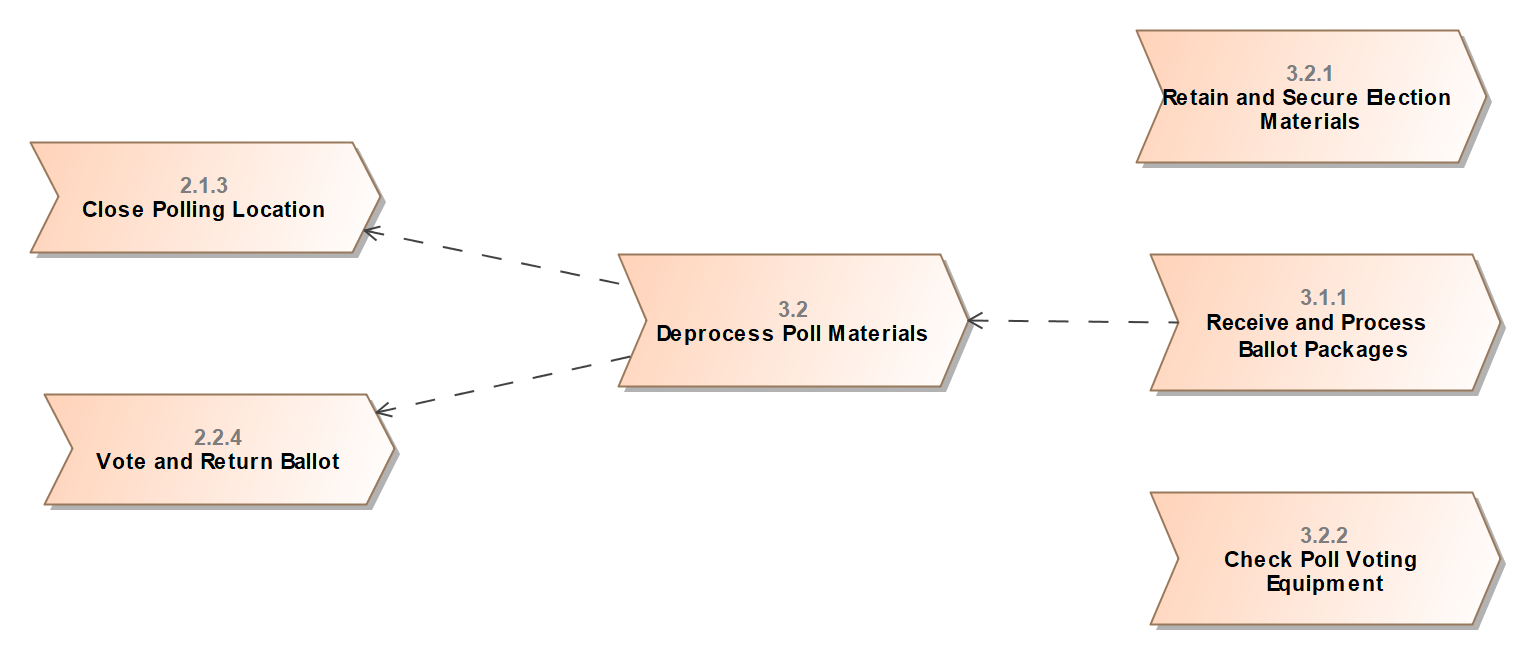 3.2.1
Retain and Secure Election
Materials
2.1.3
Close Polling Location
3.2
Deprocess Poll Materials
3.1.1
Receive and Process
Ballot Packages
2.2.4
Vote and Return Ballot
3.2.2
Check Poll Voting
Equipment